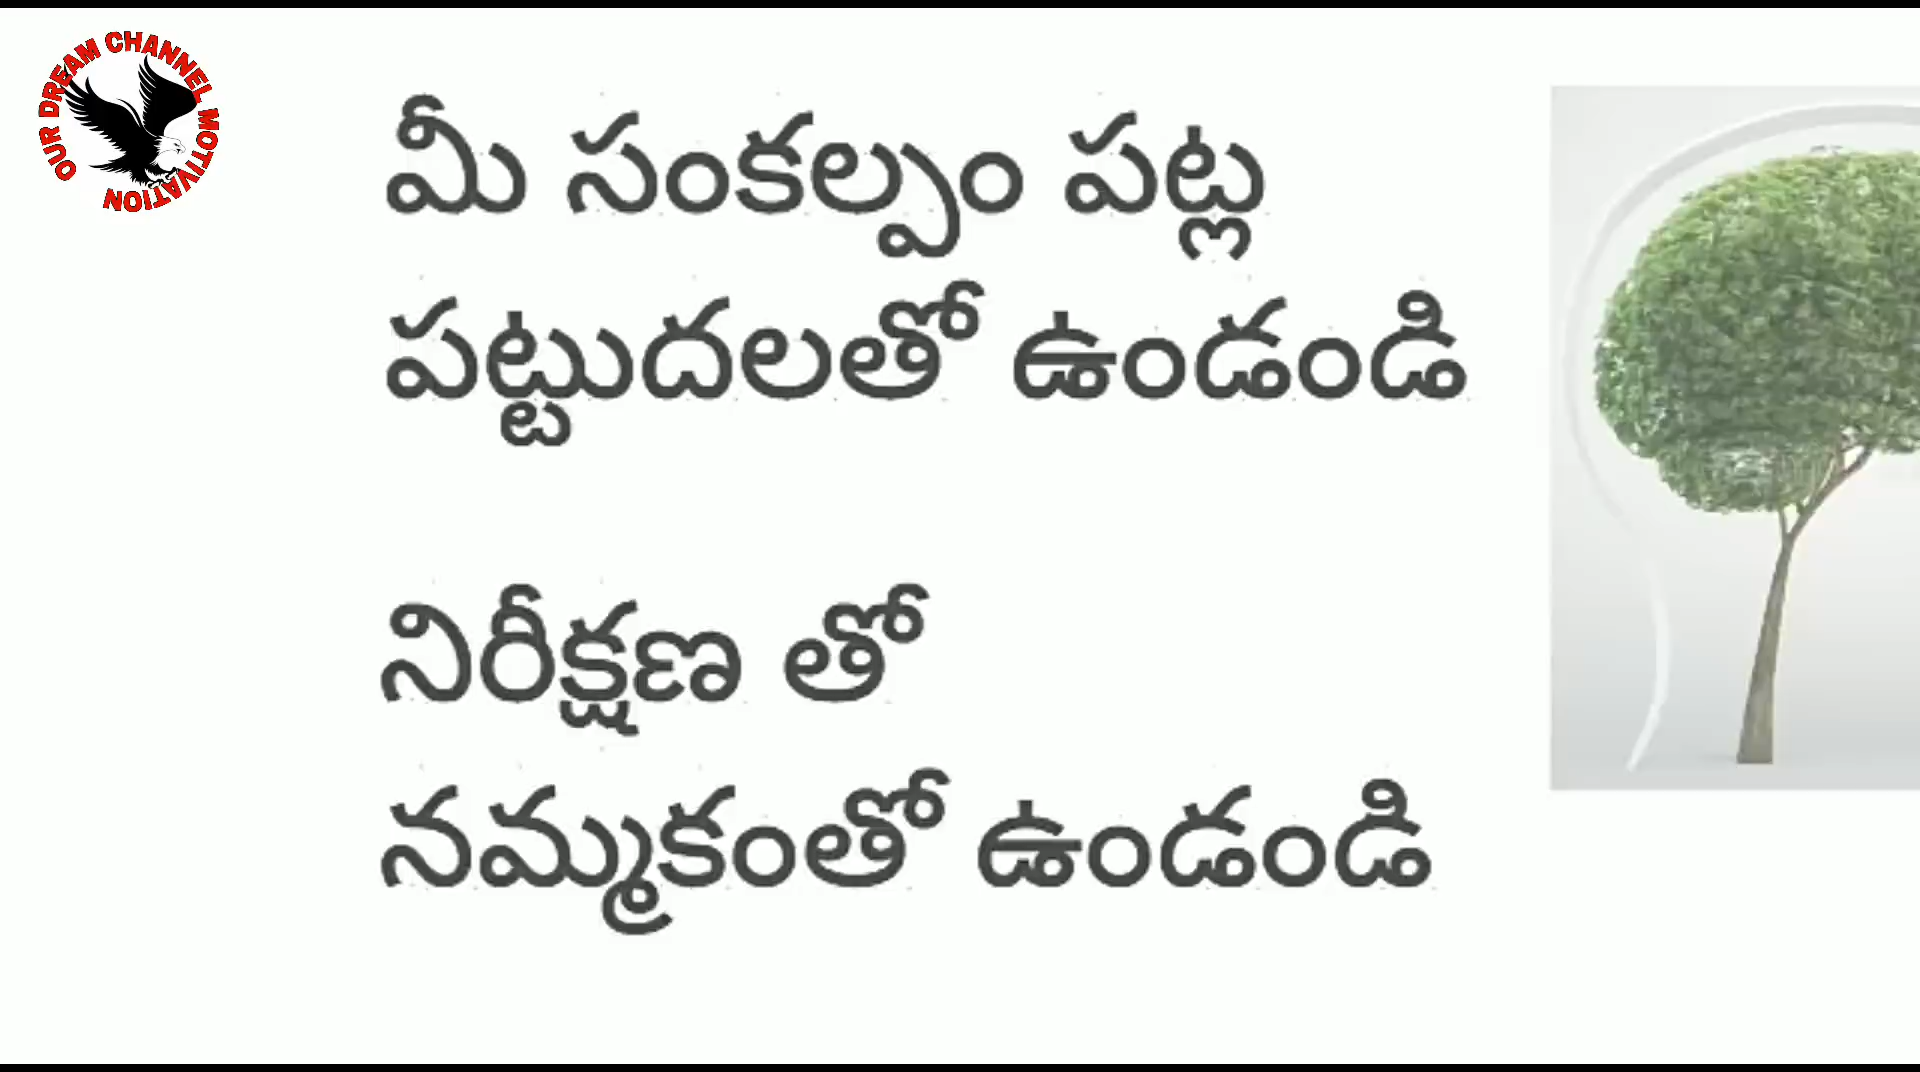 OUR DREAM CHANNEL MOTIVATION
మీ సంకల్పం పట్ల
పట్టుదలతో ఉండండి
నిరీక్షణ తో
నమ్మకంతో ఉండండి